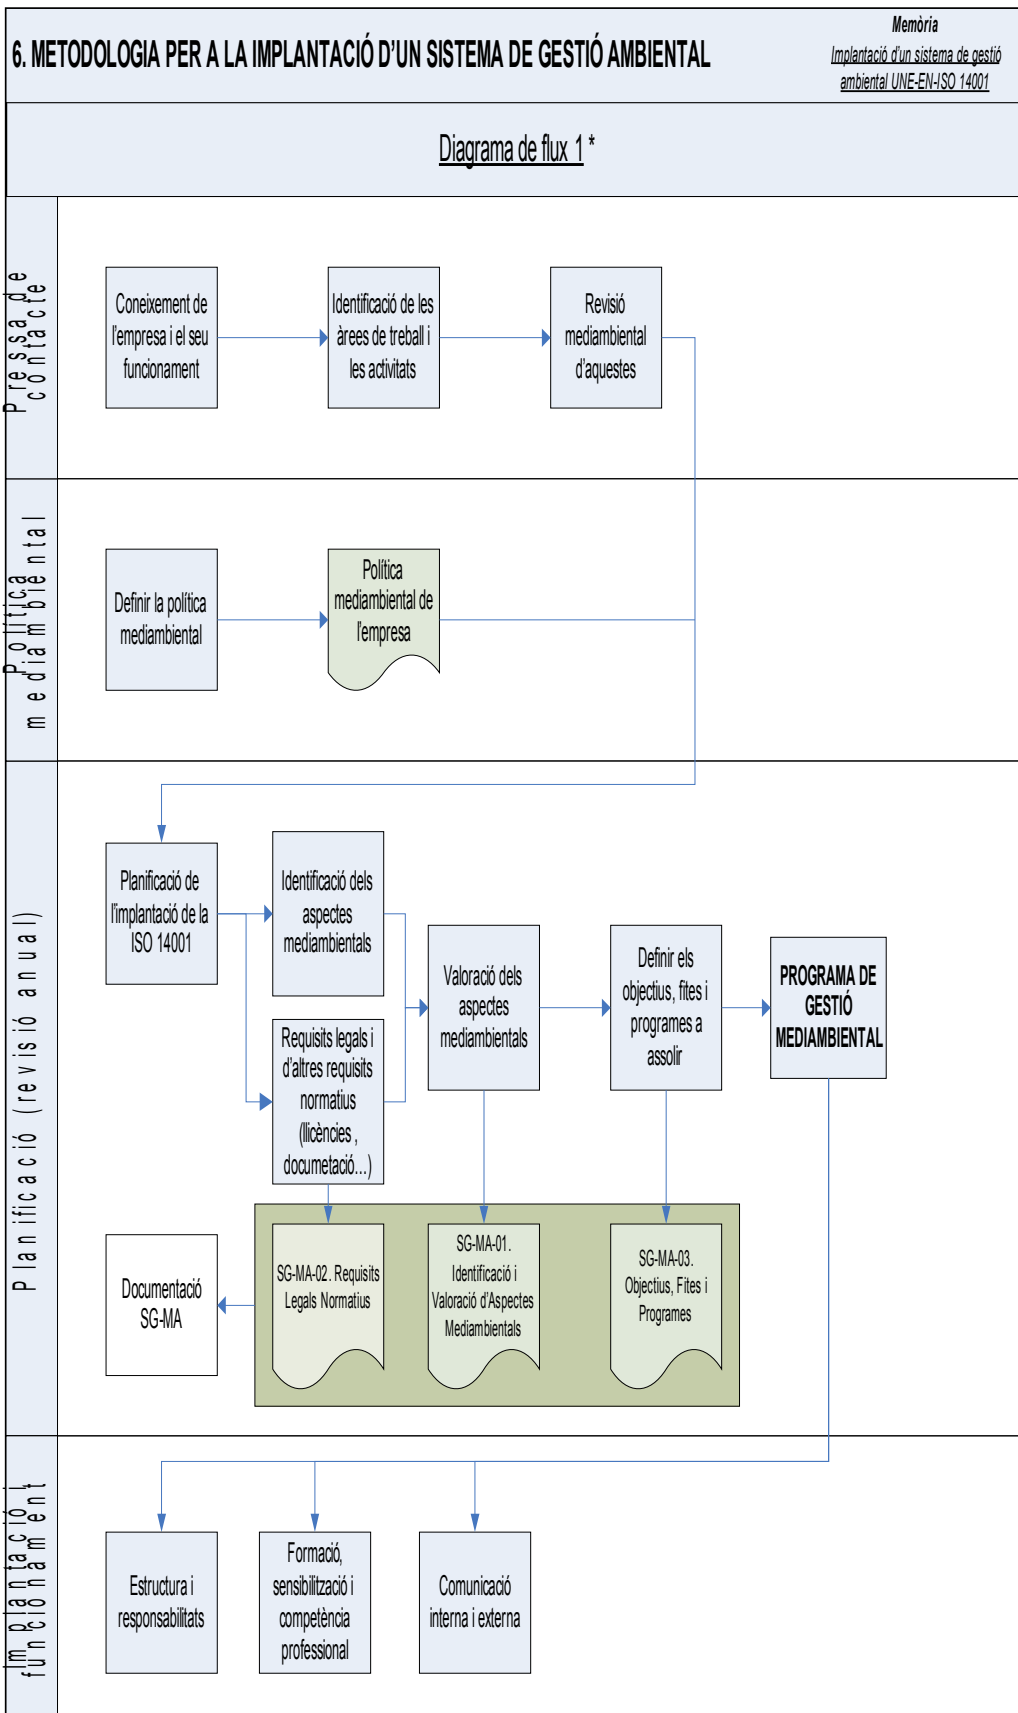 6. METODOLOGIA PER A LA IMPLANTACIÓ D'UN SISTEMA DE GESTIÓ AMBIENTAL
Memòria
Implantació d'un sistema de gestió
ambiental UNE-EN-ISO 14001
Diagrama de flux 1 *
Pressa de
contacte
Coneixement de
l'empresa i el seu
funcionament
Identificació de les
àrees de treball i
les activitats
Revisió
mediambiental
d'aquestes
Política
mediambiental
Definir la política
mediambiental
Política
mediambiental de
l'empresa
Planificació (revisió anual)
Planificació de
l'implantació de la
ISO 14001
Identificació dels
aspectes
mediambientals
Requisits legals i
d'altres requisits
normatius
(llicències ,
documetació...)
Valoració dels
aspectes
mediambientals
Definir els
objectius, fites i
programes a
assolir
PROGRAMA DE
GESTIÓ
MEDIAMBIENTAL
Documentació
SG-MA
SG-MA-02. Requisits
Legals Normatius
SG-MA-01.
Identificació i
Valoració d'Aspectes
Mediambientals
SG-MA-03.
Objectius, Fites i
Programes
Implantació i
funcionament
Estructura i
responsabilitats
Formació,
sensibilització i
competència
professional
Comunicació
interna i externa